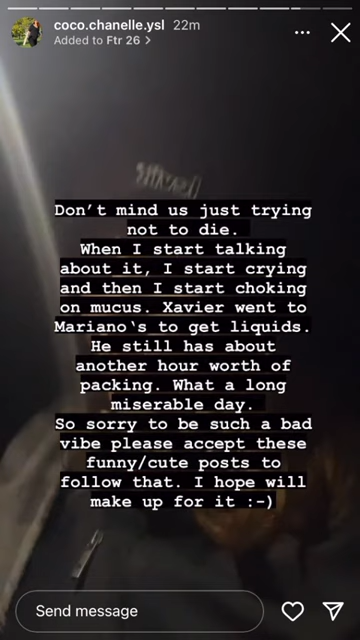 coco.chanelle.ysl 22m
Added to Ftr 26 >
Don't mind us just trying
not to die.
When I start talking
about it, I start crying
and then I start choking
on mucus. Xavier went to
Mariano's to get liquids.
He still has about
another hour worth of
packing. What a long
miserable day.
So sorry to be such a bad
vibe please accept these
funny/cute posts to
follow that. I hope will
make up for it :-)
Send message